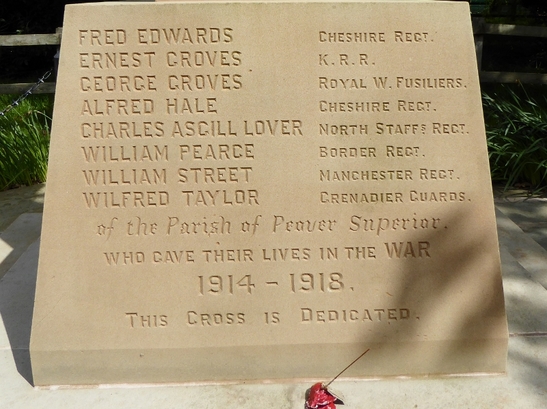 FRED EDWARDS CHESHIRE REGT.
ERNEST GROVES K.R.R.
GEORGE GROVES ROYAL W. FUSILIERS.
ALFRED HALE CHESHIRE REGT.
CHARLES ASGILL LOVER NORTH STAFFS REGT.
WILLIAM PEARCE BORDER REGT.
WILLIAM STREET MANCHESTER REGT.
WILFRED TAYLOR GRENADIER GUARDS.
of the Parish of Peover Superior.
WHO GAVE THEIR LIVES IN THE WAR
1914 - 1918.
THIS CROSS IS DEDICATED.